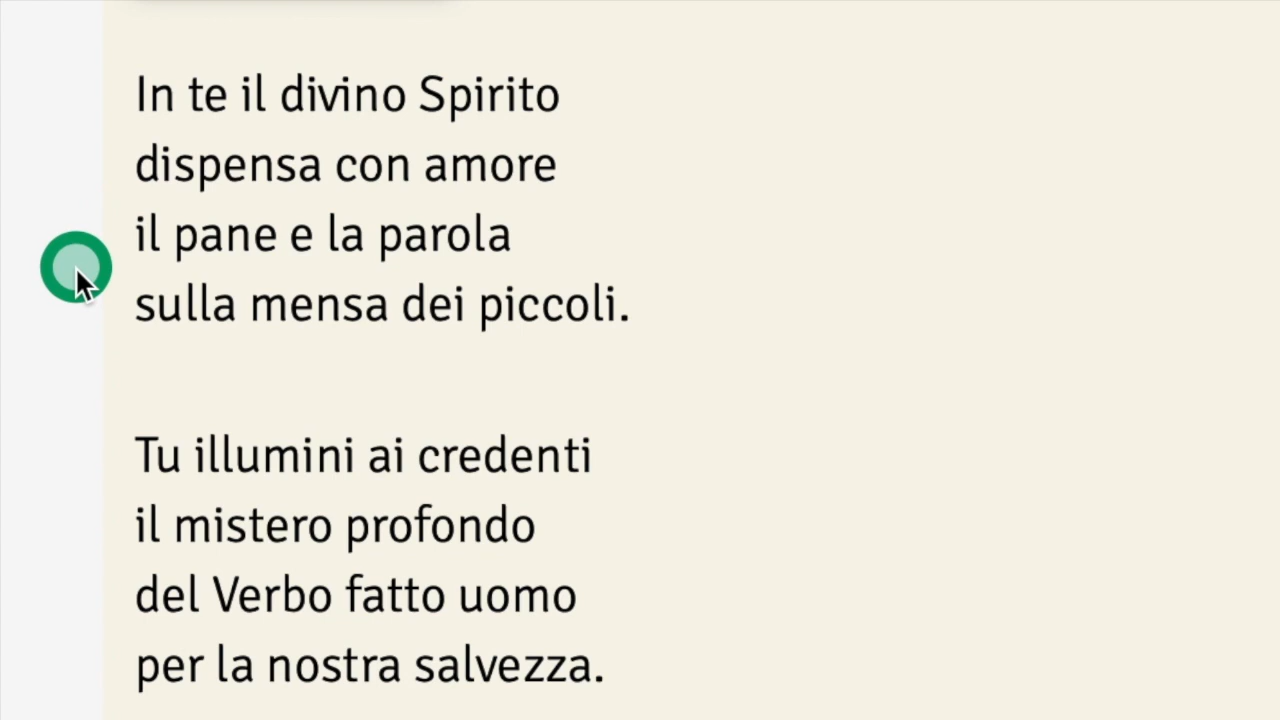 In te il divino Spirito
dispensa con amore
il pane e la parola
sulla mensa dei piccoli.
Tu illumini ai credenti
il mistero profondo
del Verbo fatto uomo
per la nostra salvezza.